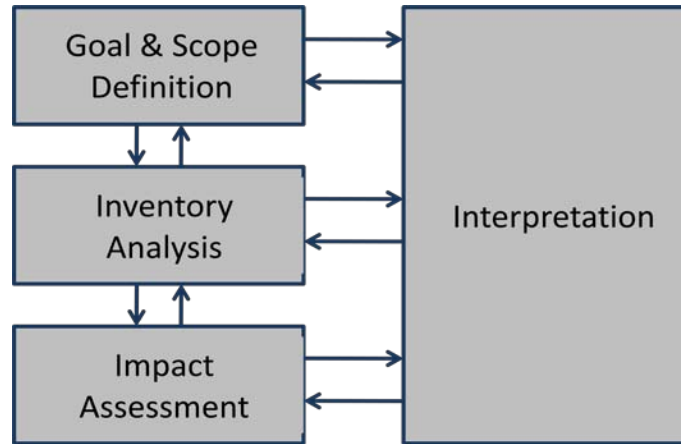 Goal & Scope
Definition
Inventory
Analysis
Interpretation
Impact
Assessment